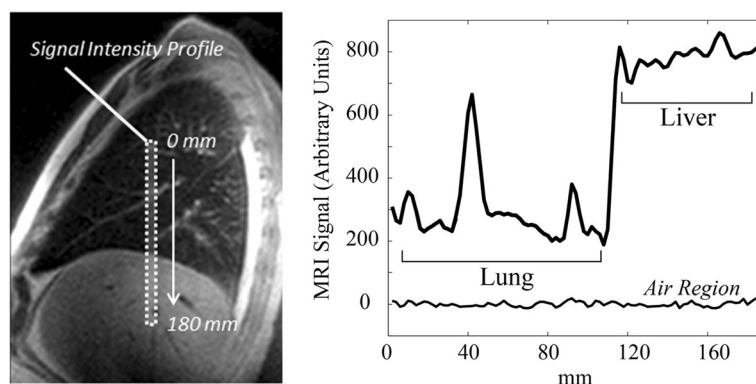 Signal Intensity Profile
0 mm
180 mm
MRI Signal (Arbitrary Units)
800
600
400
200
0
Liver
Lung
Air Region
0
40
80
120
160
mm